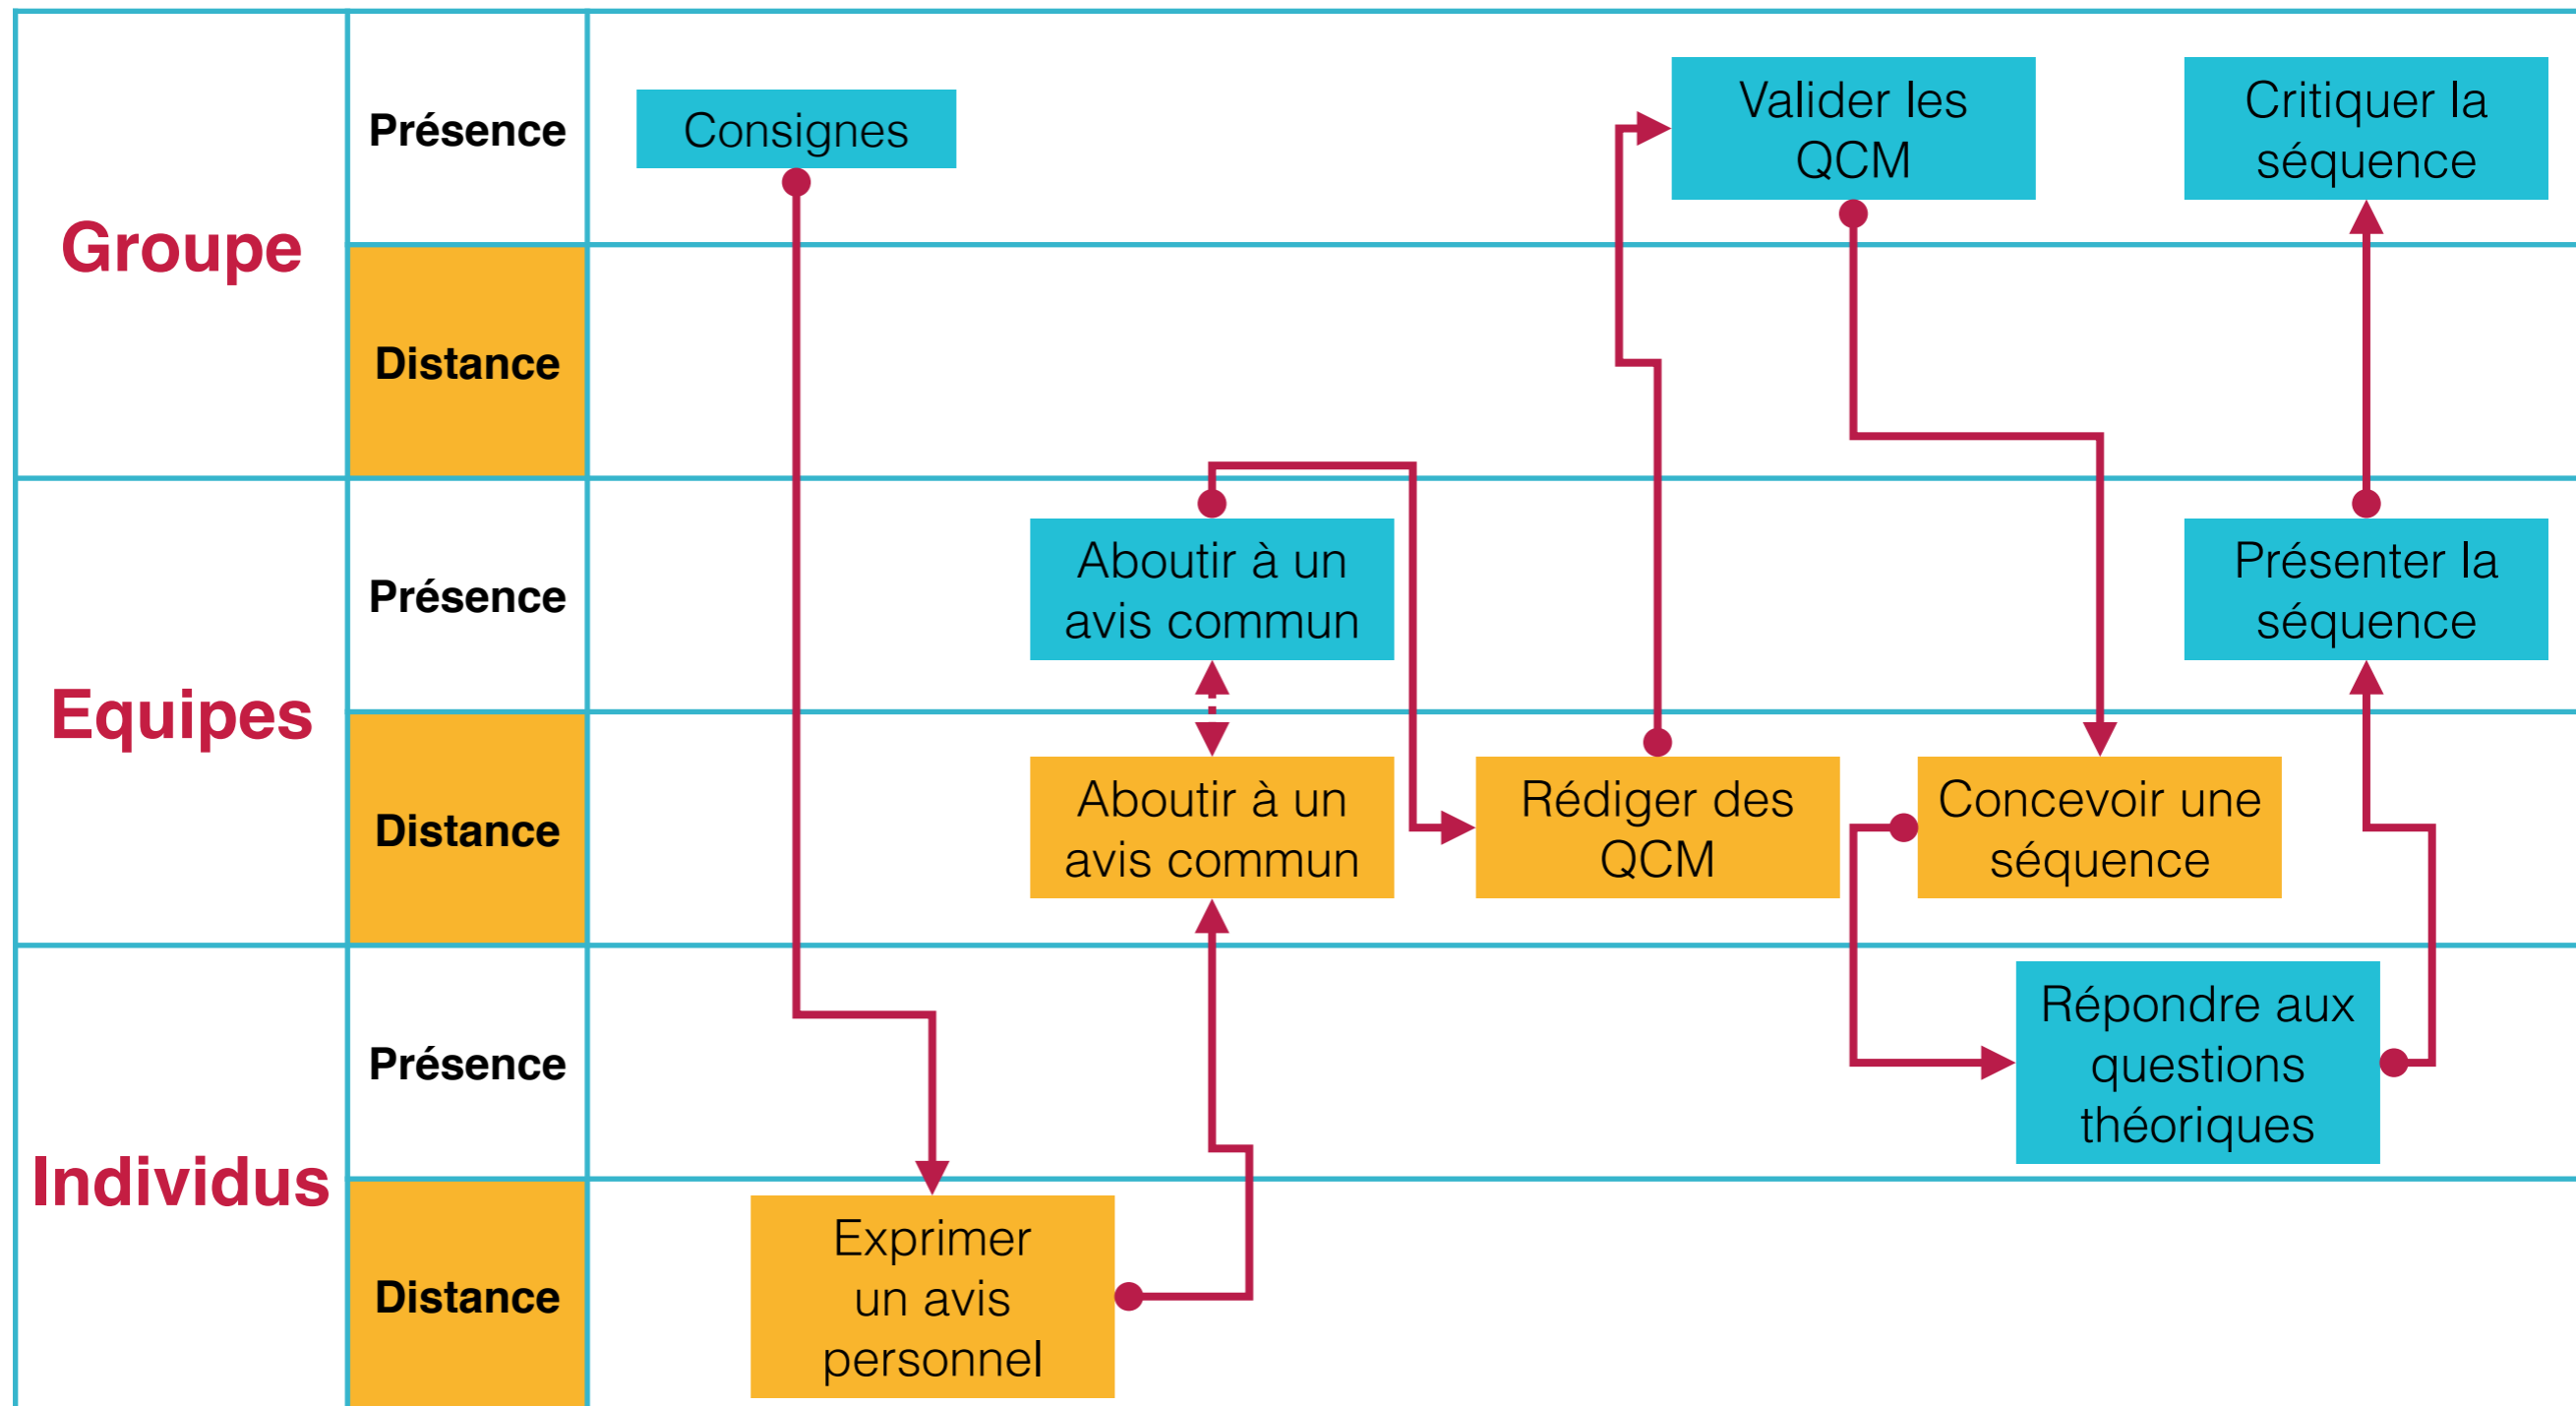 Groupe
Présence
Consignes
Valider les
QCM
Critiquer la
séquence
Distance
Equipes
Présence
Aboutir à un
avis commun
Présenter la
séquence
Distance
Aboutir à un
avis commun
Rédiger des
QCM
Concevoir une
séquence
Individus
Présence
Répondre aux
questions
théoriques
Distance
Exprimer
un avis
personnel